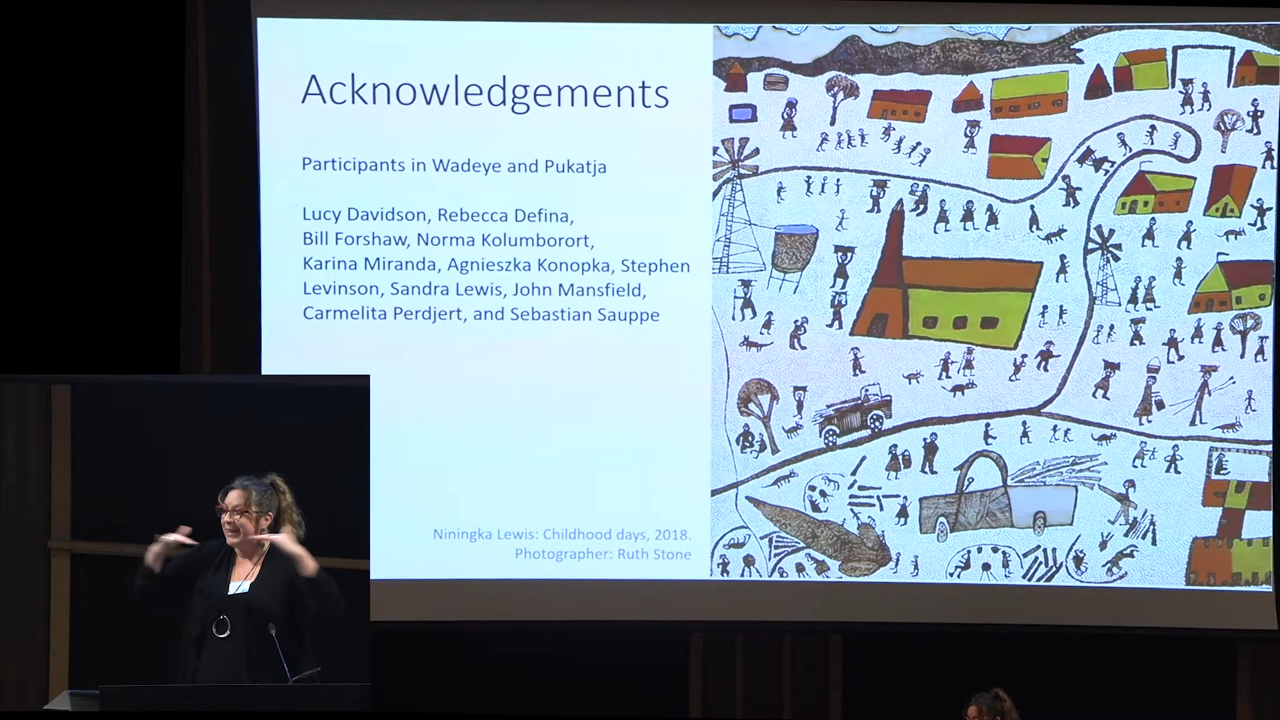 Acknowledgements
Participants in Wadeye and Pukatja
Lucy Davidson, Rebecca Defina,
Bill Forshaw, Norma Kolumborort,
Karina Miranda, Agnieszka Konopka, Stephen
Levinson, Sandra Lewis, John Mansfield,
Carmelita Perdjert, and Sebastian Sauppe
Niningka Lewis: Childhood days, 2018.
Photographer: Ruth Stone